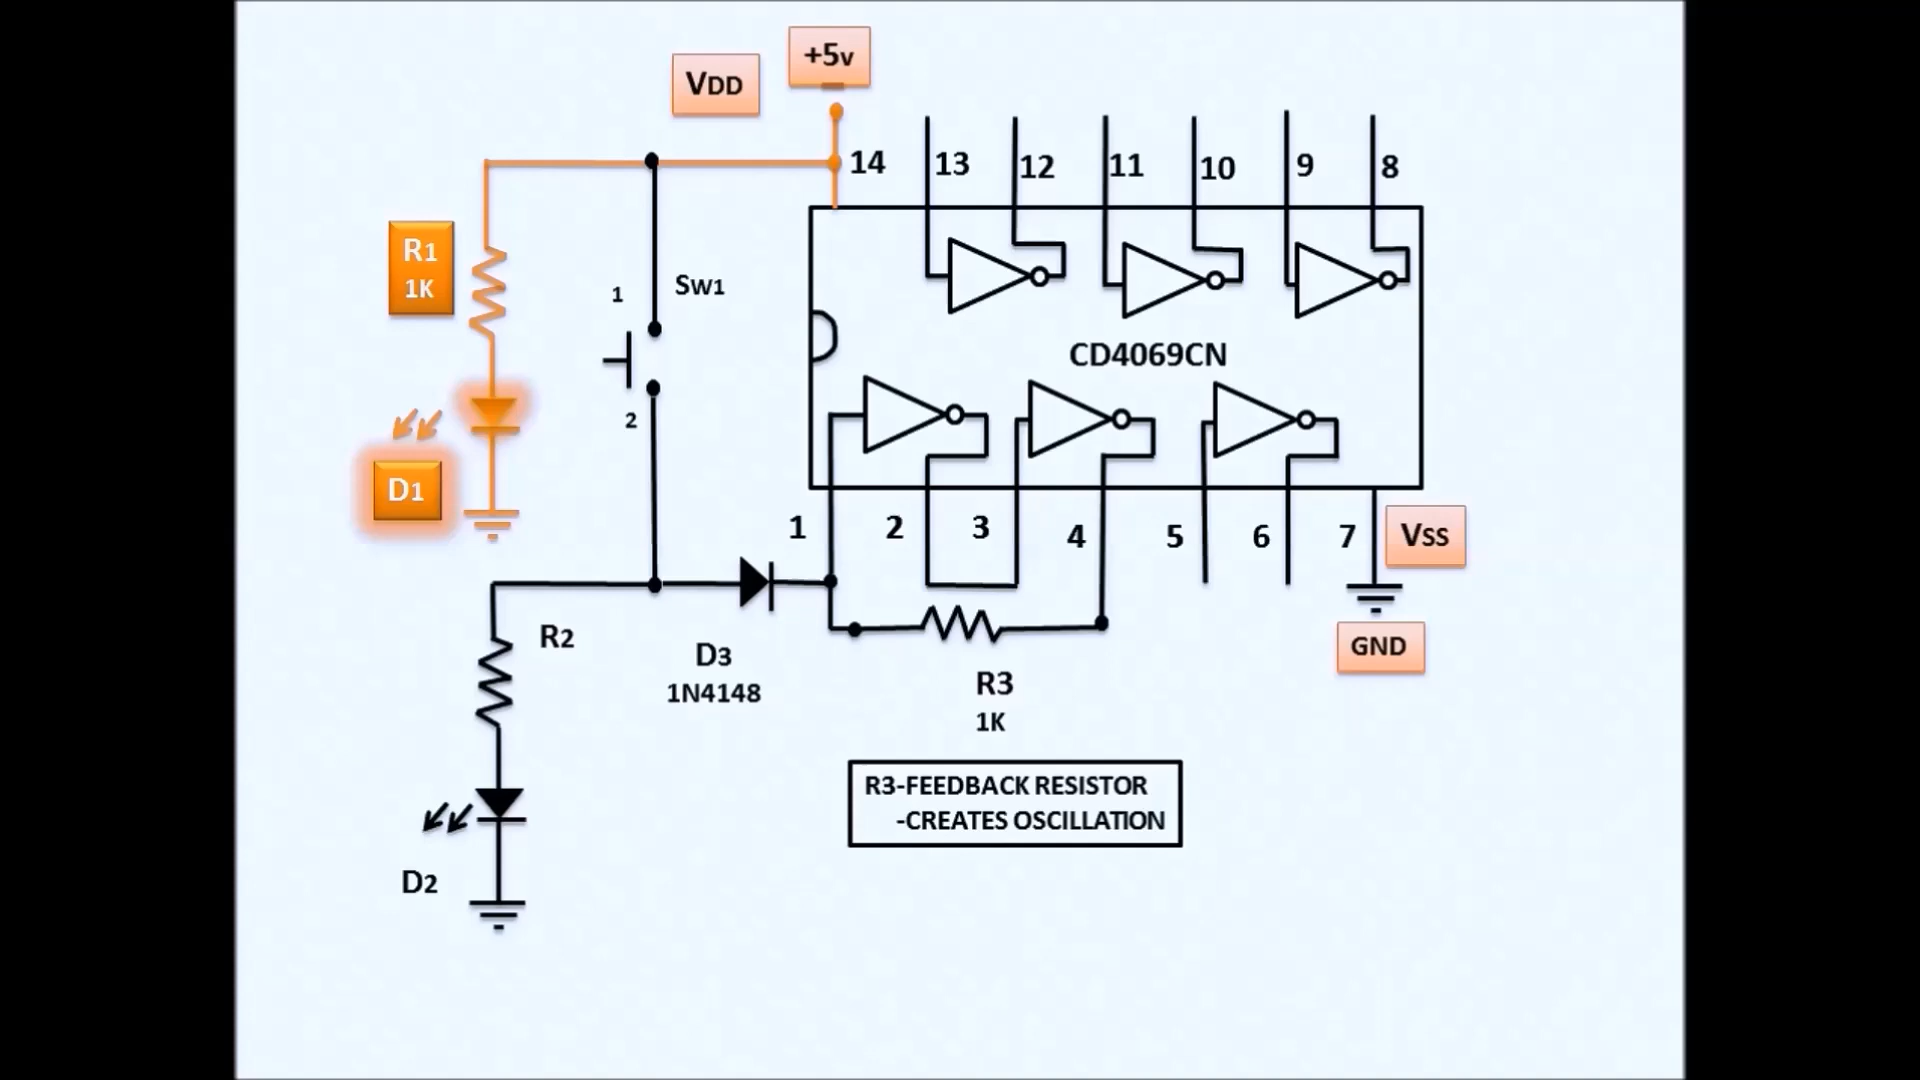 +5v
VDD
14
13
12
11
10
9
8
R1
1K
1
Sw1
2
CD4069CN
D1
1
2
3
4
5
6
7
Vss
R2
D3
1N4148
R3
1K
GND
R3-FEEDBACK RESISTOR
-CREATES OSCILLATION
D2